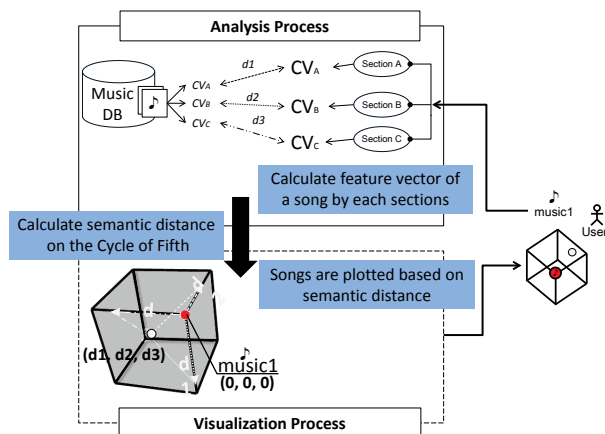 Analysis Process
Music
DB
♪
CVA
CVB
CVC
d1
d2
d3
CVA
CVB
CVC
Section A
Section B
Section C
Calculate feature vector of
a song by each sections
♪
music1
User
Calculate semantic distance
on the Cycle of Fifth
Songs are plotted based on
semantic distance
d
d
d
1
(d1, d2, d3)
♪
music1
(0, 0, 0)
Visualization Process